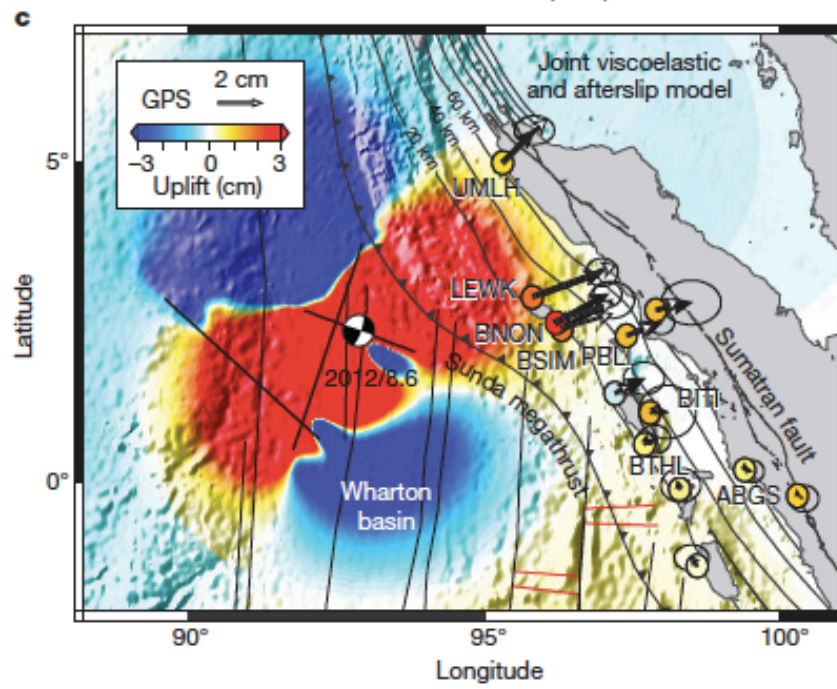 c
Joint viscoelastic
and afterslip model
GPS
2 cm
–3
0
3
Uplift (cm)
20 km
40 km
60 km
UMLH
LEWK
BNON
BSIM
PBLI
BITI
BTHL
ABGS
2012/8.6
Sunda megathrust
Sumatran fault
Wharton
basin
5°
0°
Latitude
90°
95°
100°
Longitude